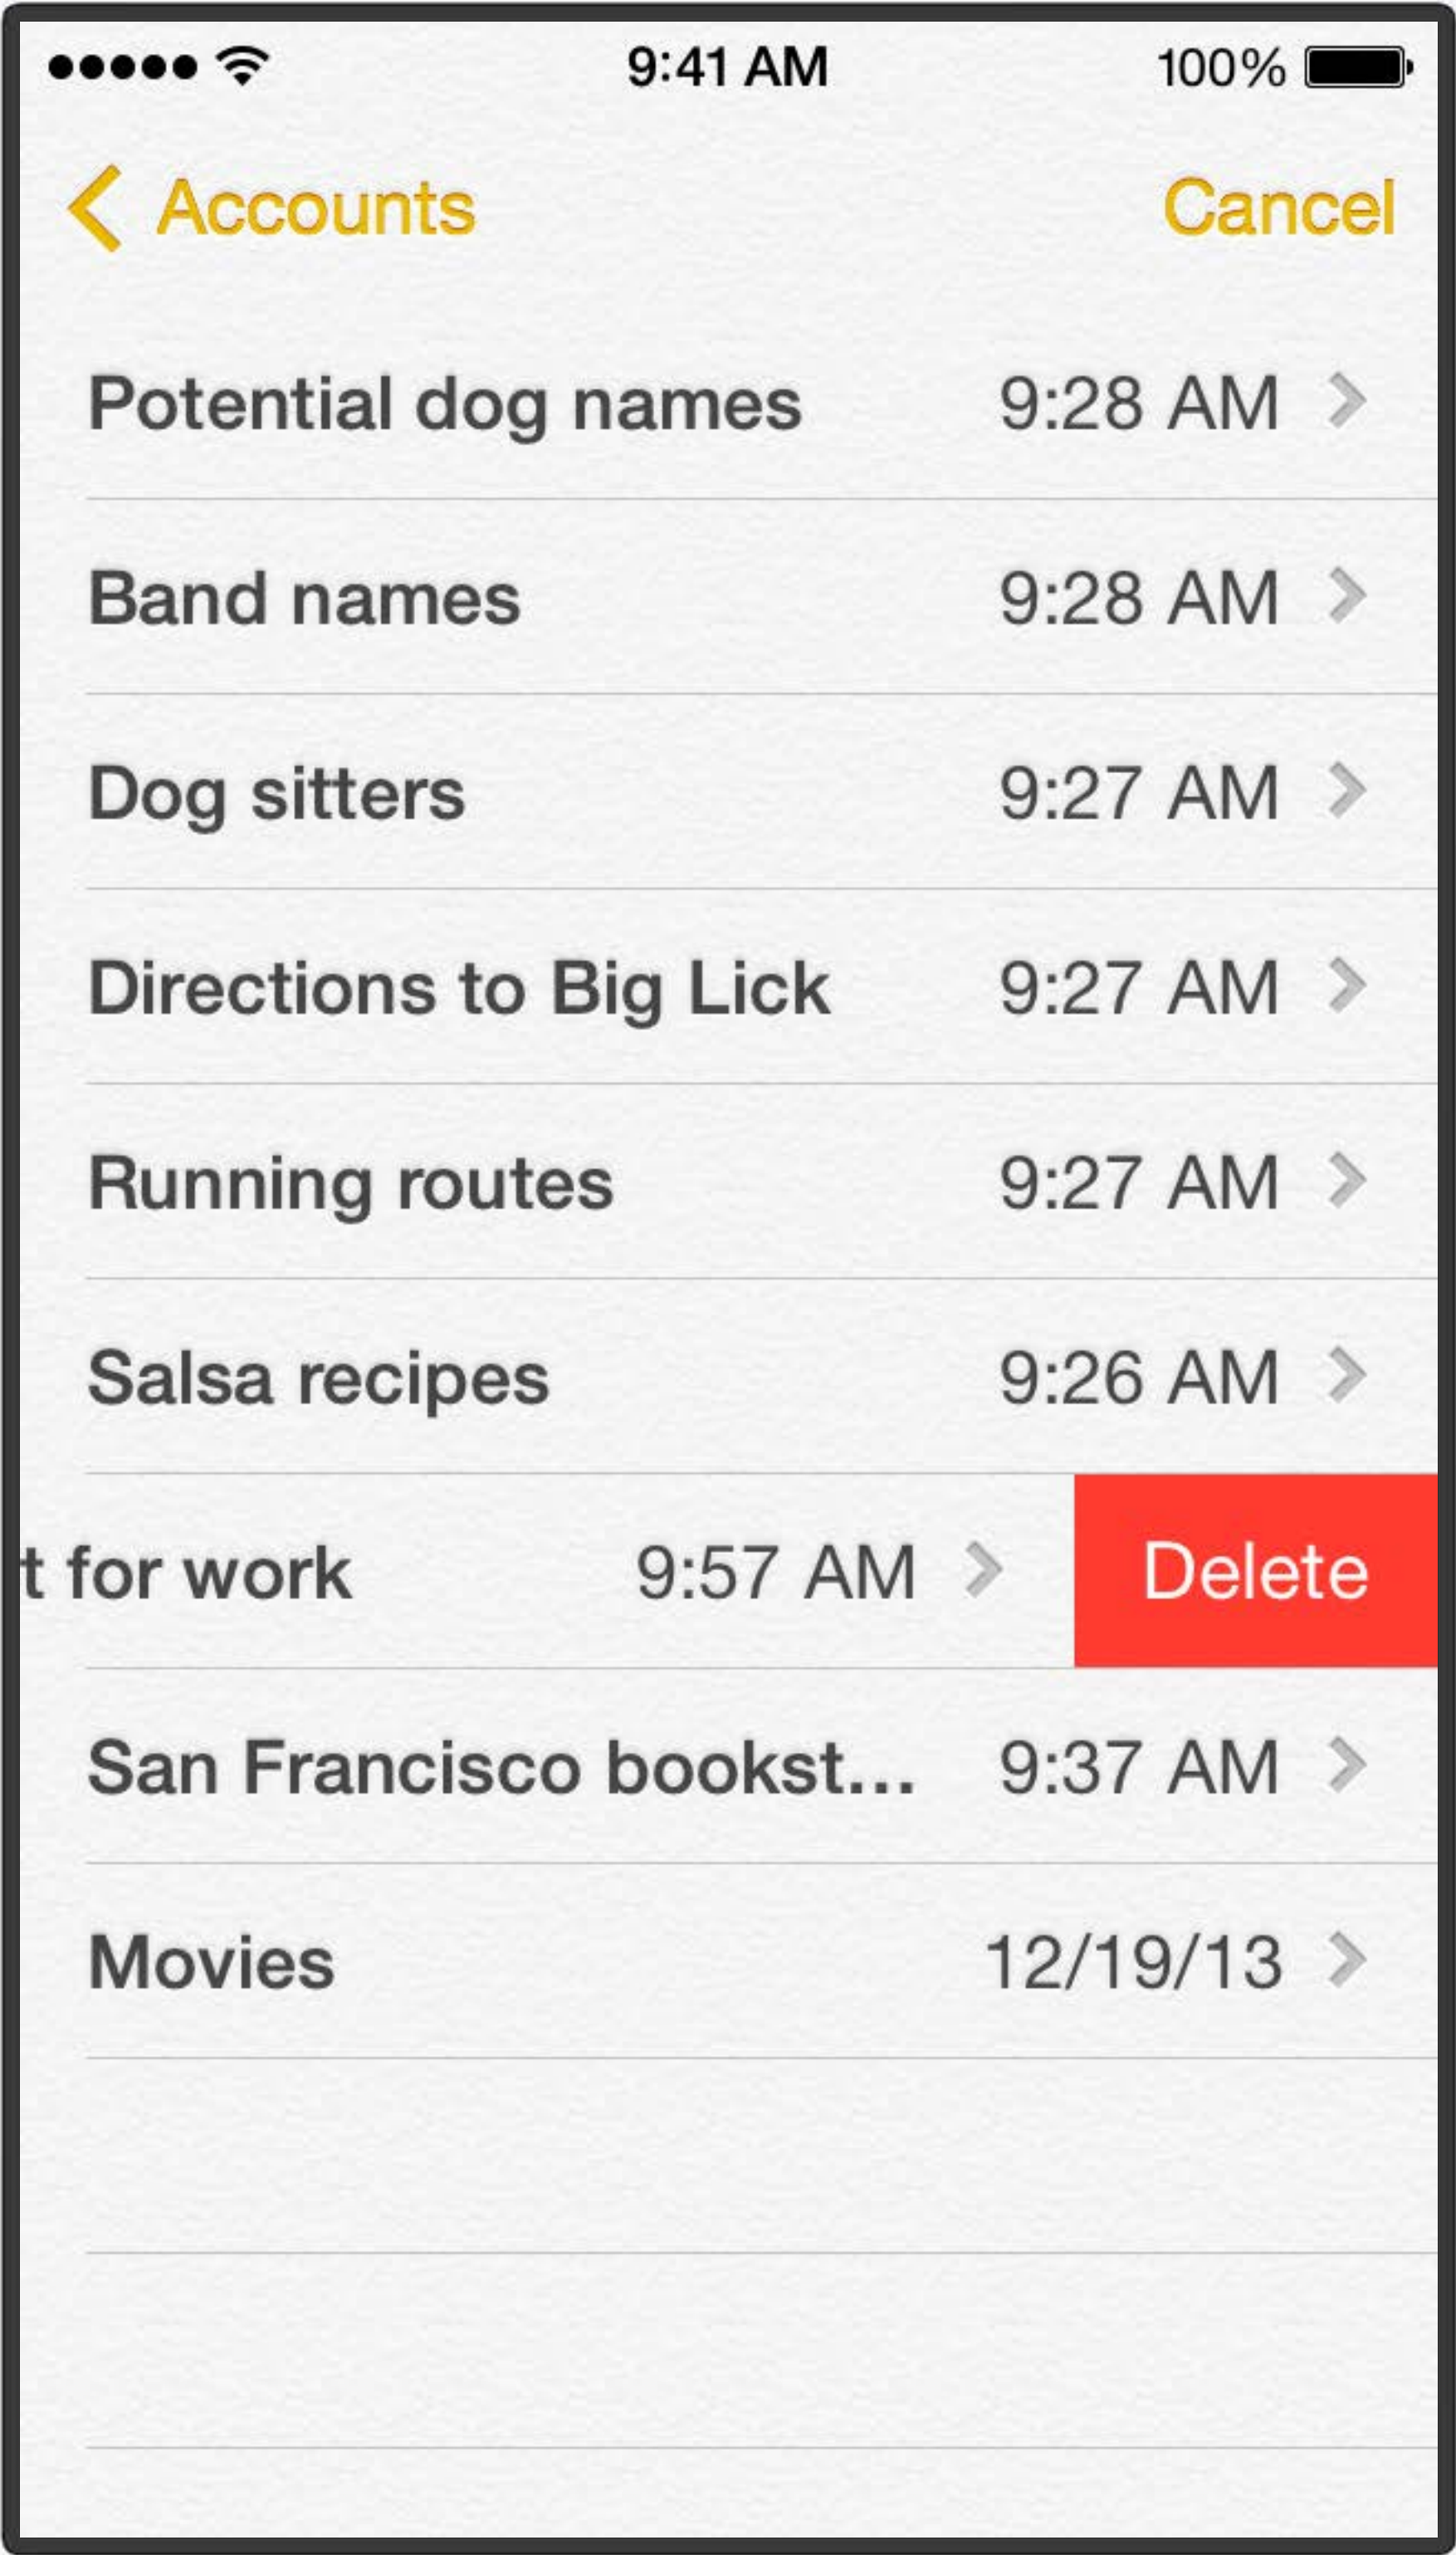 9:41 AM 100%
Accounts Cancel
Potential dog names 9:28 AM
Band names 9:28 AM
Dog sitters 9:27 AM
Directions to Big Lick 9:27 AM
Running routes 9:27 AM
Salsa recipes 9:26 AM
t for work 9:57 AM Delete
San Francisco bookst... 9:37 AM
Movies 12/19/13